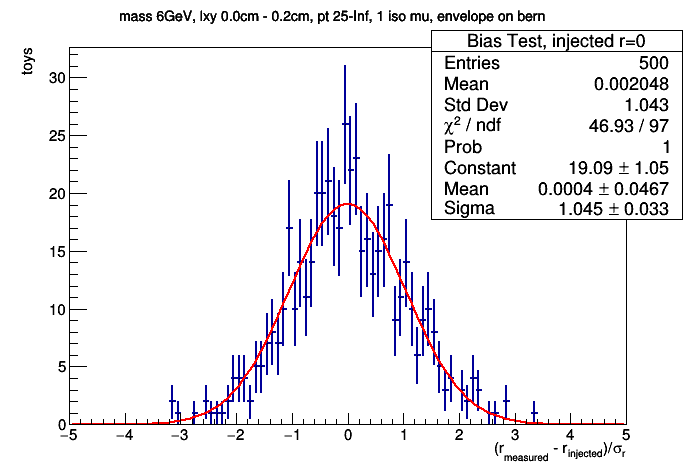 mass 6GeV, lxy 0.0cm - 0.2cm, pt 25-Inf, 1 iso mu, envelope on bern
Bias Test, injected r=0
Entries 500
Mean 0.002048
Std Dev 1.043
χ² / ndf 46.93 / 97
Prob 1
Constant 19.09 ± 1.05
Mean 0.0004 ± 0.0467
Sigma 1.045 ± 0.033
toys
30
25
20
15
10
5
0
−5 −4 −3 −2 −1 0 1 2 3 4 5
(r_measured - r_injected)/σ_r